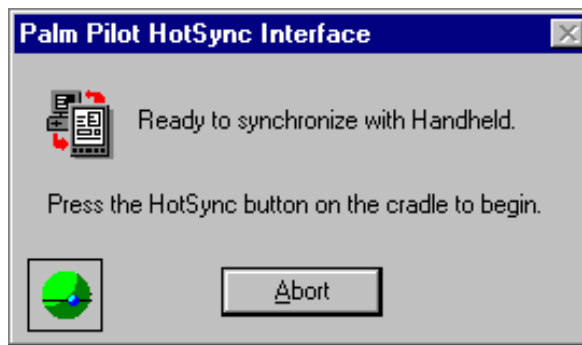 Palm Pilot HotSync Interface
Ready to synchronize with Handheld.
Press the HotSync button on the cradle to begin.
Abort